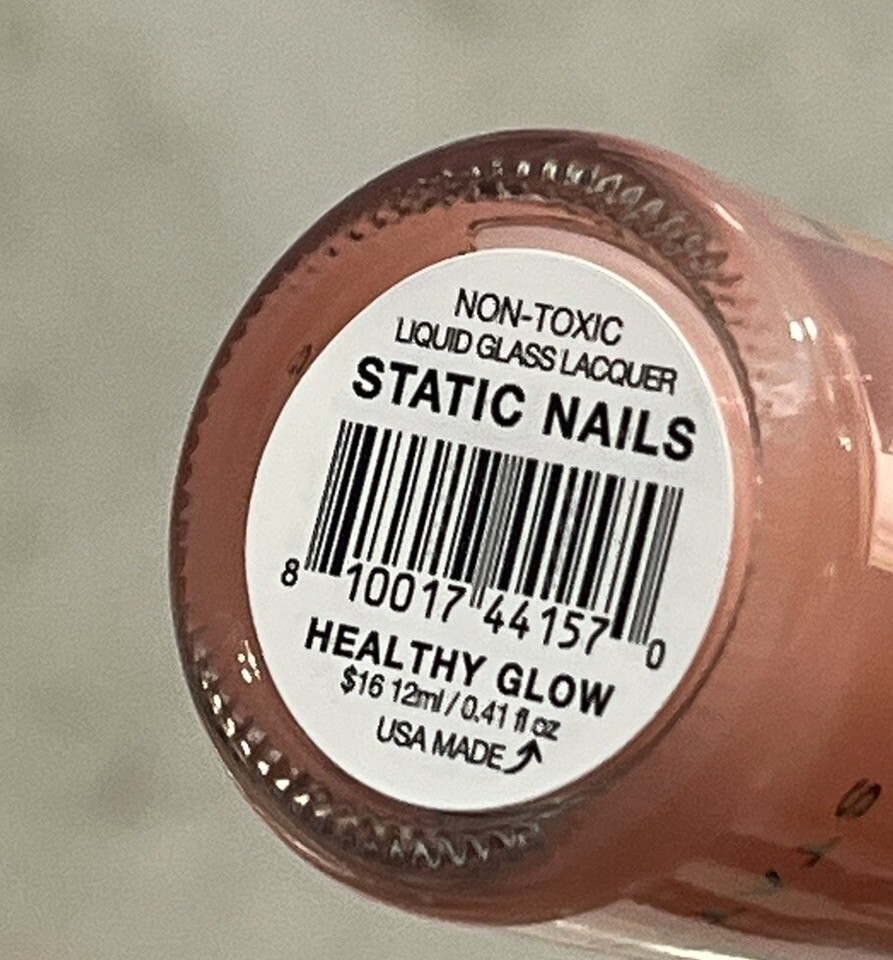 NON-TOXIC
LIQUID GLASS LACQUER
STATIC NAILS
8 10017 44157 0
HEALTHY GLOW
$16 12ml / 0.41 fl oz
USA MADE